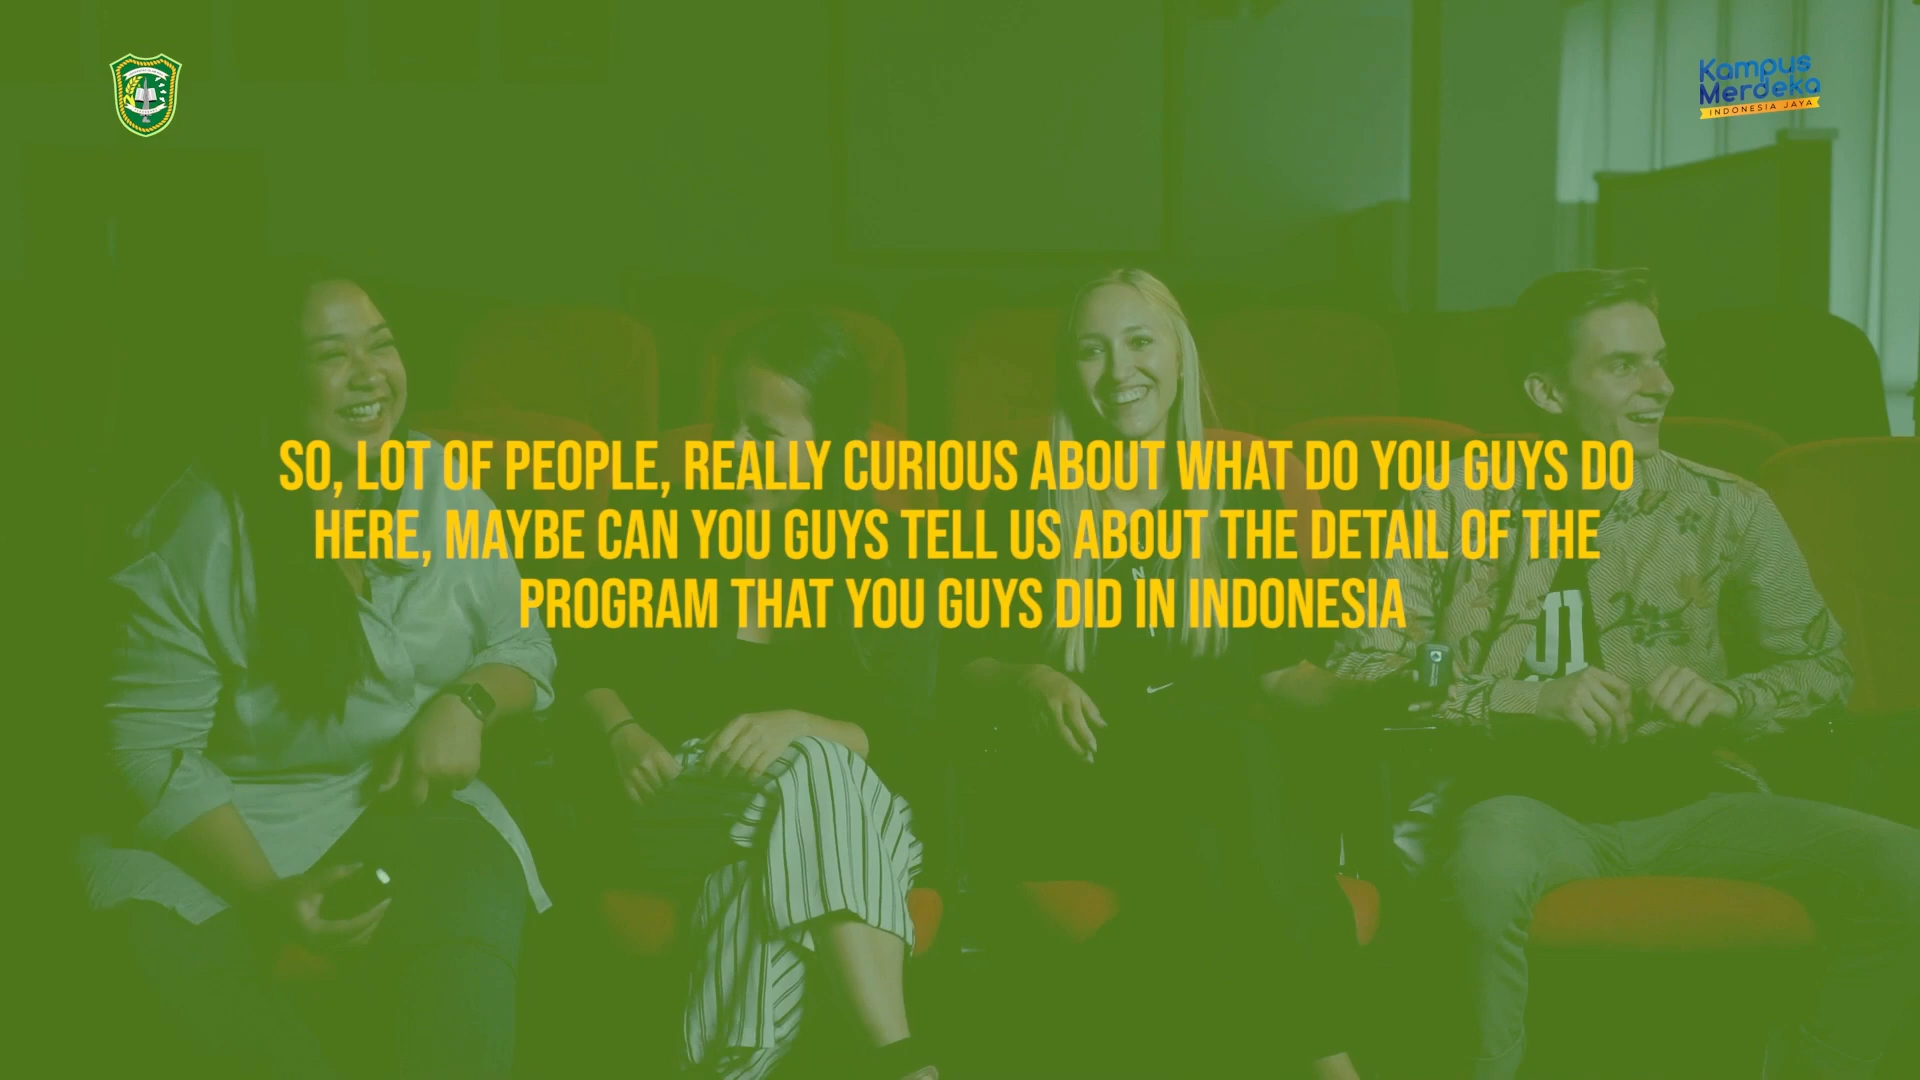 Kampus
Merdeka
INDONESIA JAYA
SO, LOT OF PEOPLE, REALLY CURIOUS ABOUT WHAT DO YOU GUYS DO
HERE, MAYBE CAN YOU GUYS TELL US ABOUT THE DETAIL OF THE
PROGRAM THAT YOU GUYS DID IN INDONESIA